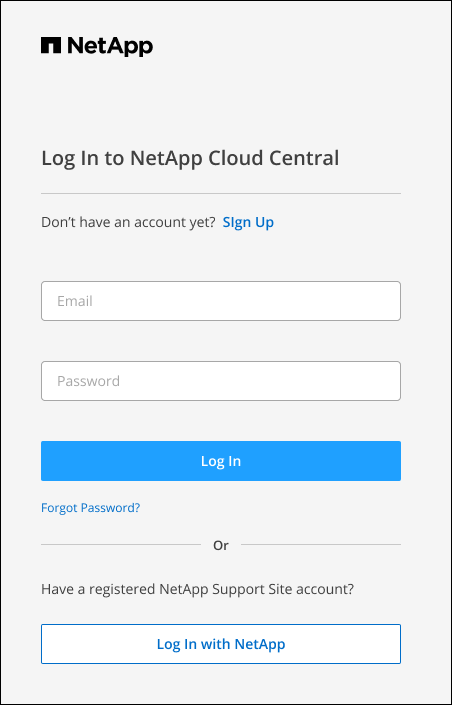 NetApp
Log In to NetApp Cloud Central
Don't have an account yet? SIgn Up
Email
Password
Log In
Forgot Password?
Or
Have a registered NetApp Support Site account?
Log In with NetApp